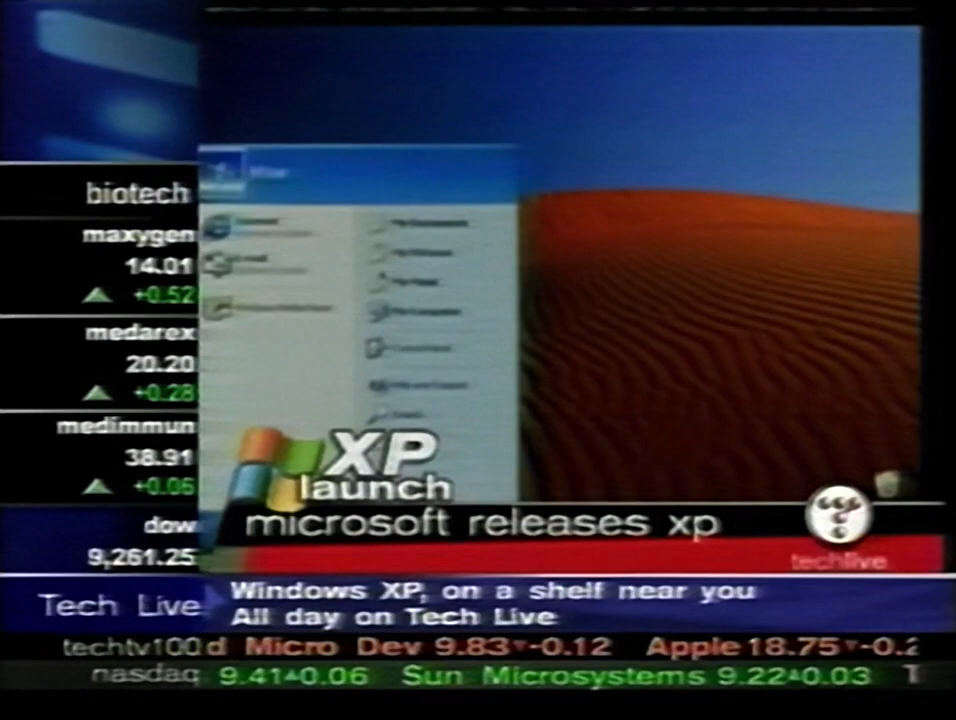 biotech
maxygen
14.01
+0.52
medarex
20.20
+0.28
medimmun
38.91
+0.06
dow
9,261.25
XP
launch
microsoft releases xp
techlive
Tech Live
Windows XP, on a shelf near you
All day on Tech Live
techtv100 d Micro Dev 9.83▼-0.12 Apple 18.75▼-0.2
nasdaq 9.41▲0.06 Sun Microsystems 9.22▲0.03 T